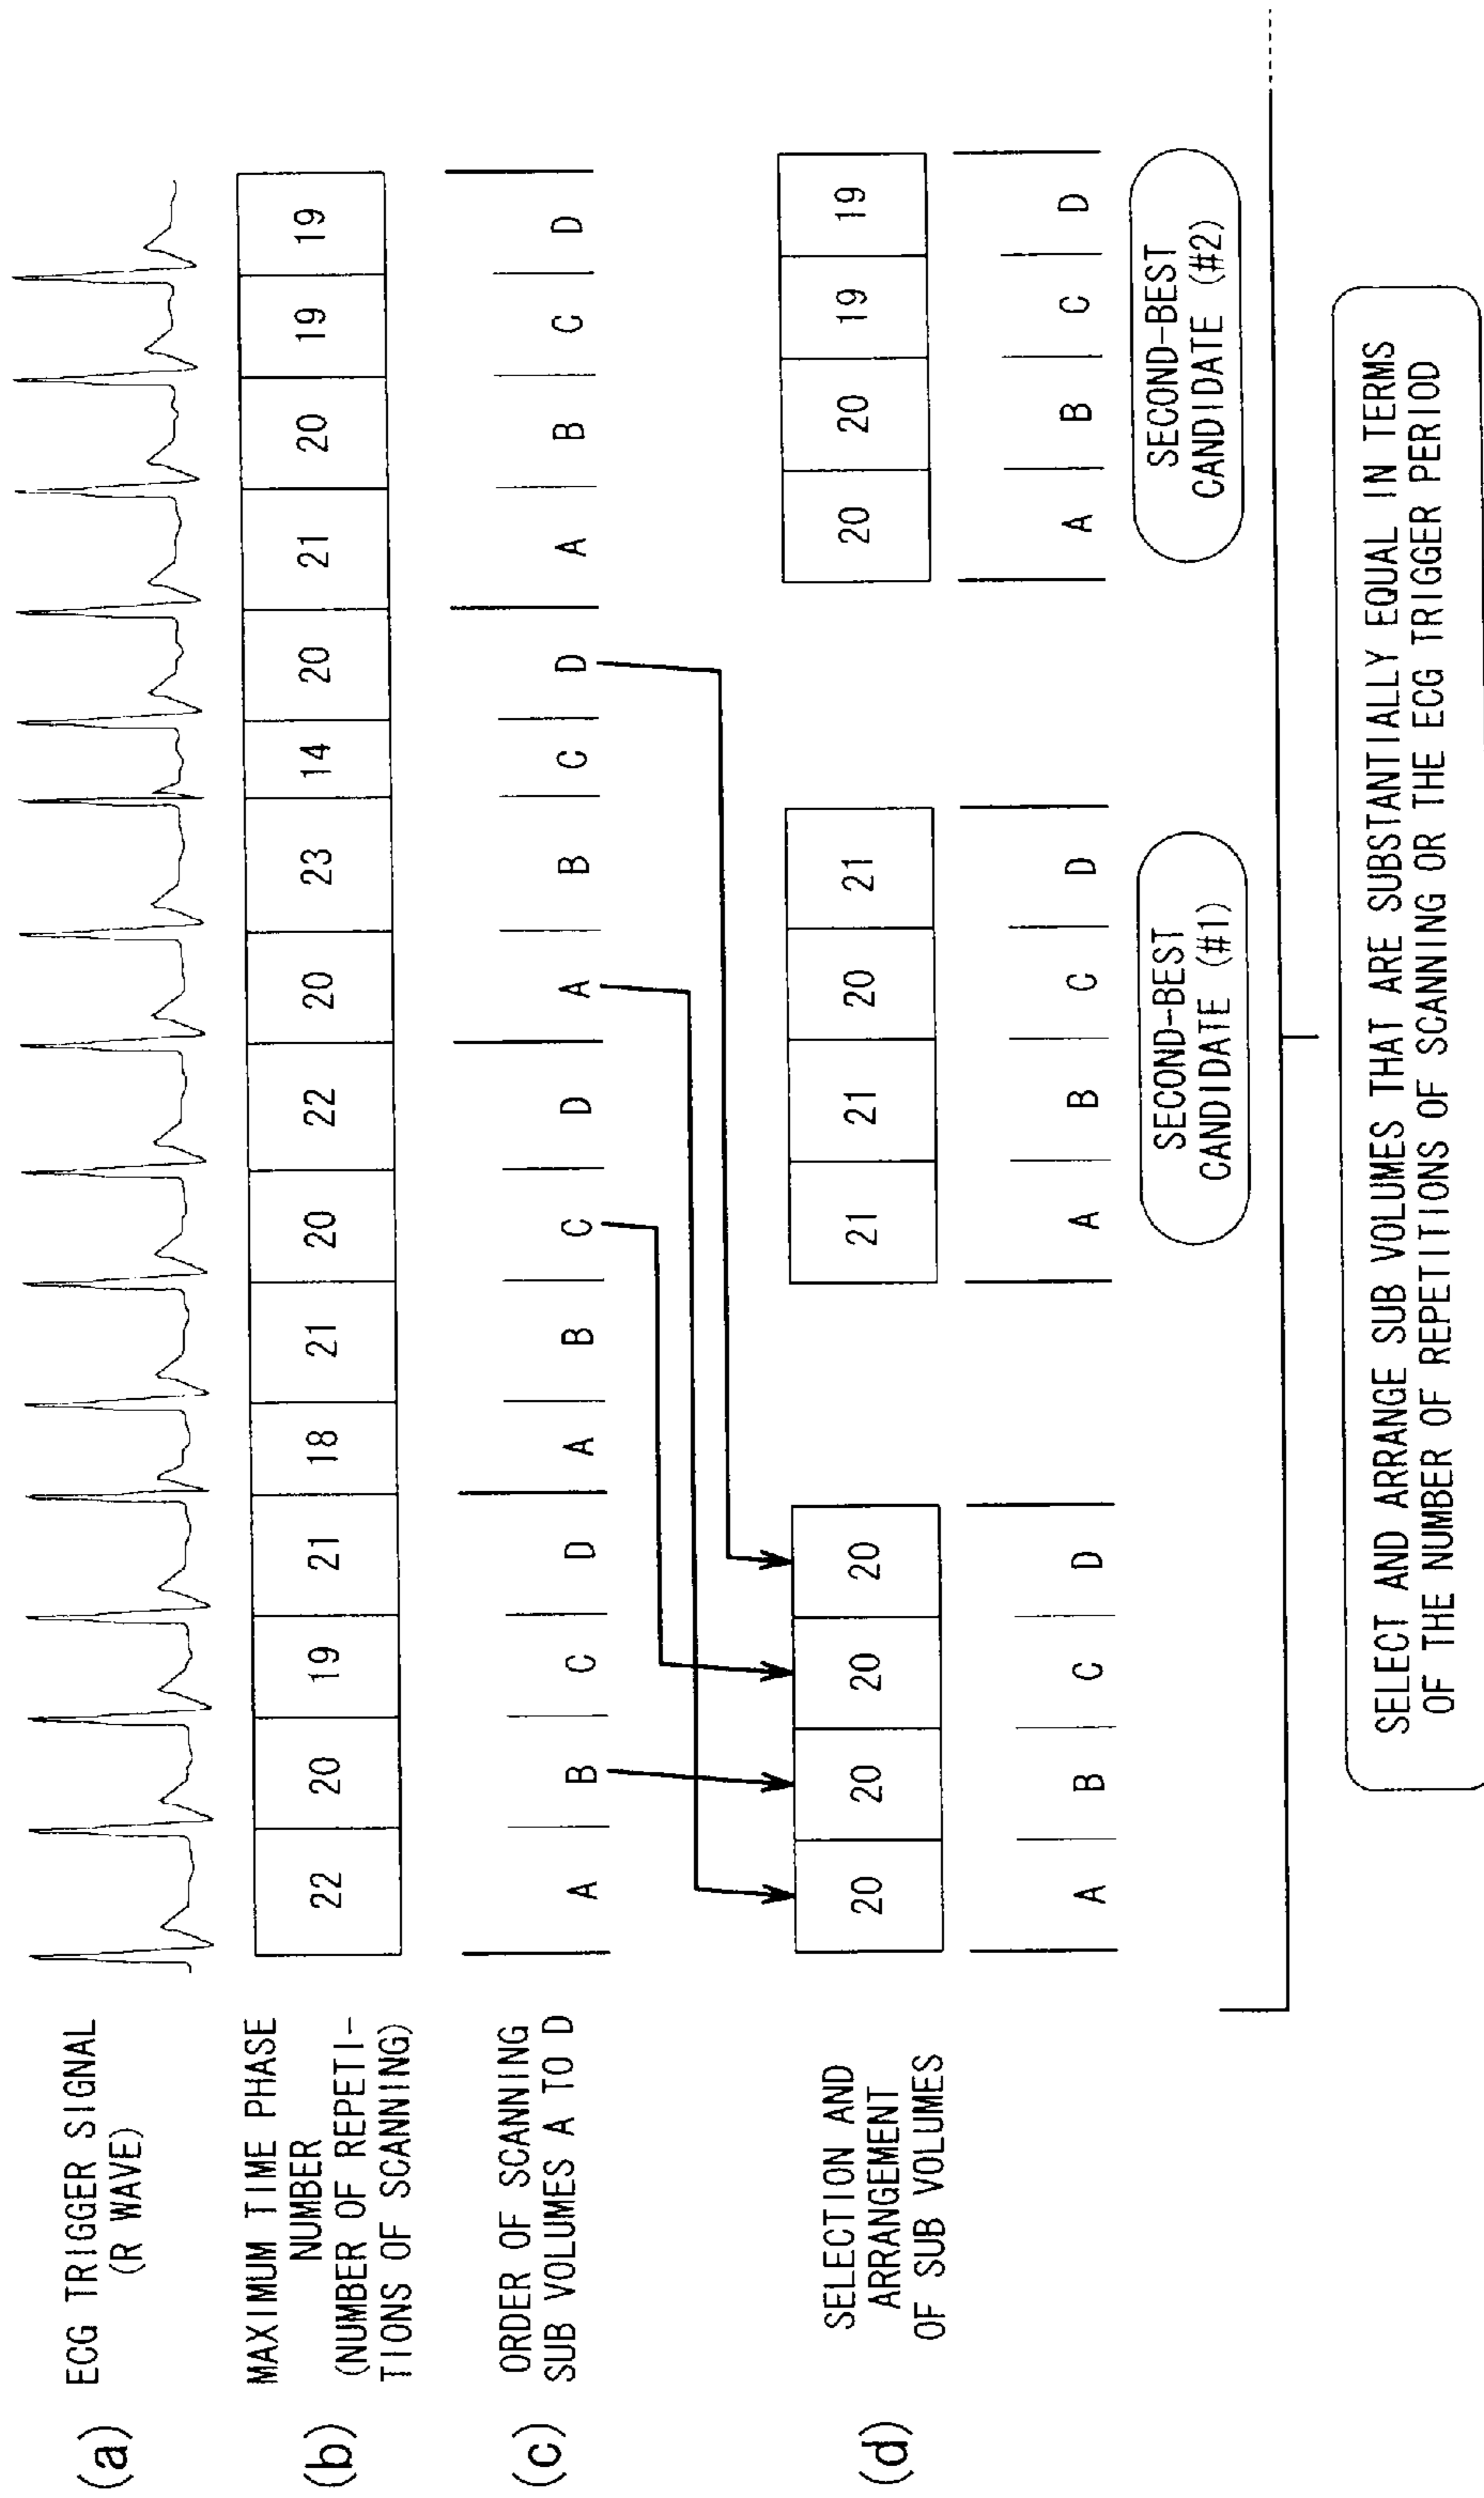 (a) ECG TRIGGER SIGNAL
(R WAVE)
(b) MAXIMUM TIME PHASE
NUMBER
(NUMBER OF REPETI-
TIONS OF SCANNING)
22 20 19 21 18 21 20 22 20 23 14 20 21 20 19 19
(c) ORDER OF SCANNING
SUB VOLUMES A TO D
A B C D A B C D A B C D A B C D
(d) SELECTION AND
ARRANGEMENT
OF SUB VOLUMES
20 20 20 20
A B C D
21 21 20 21
A B C D
SECOND-BEST
CANDIDATE (#1)
20 20 19 19
A B C D
SECOND-BEST
CANDIDATE (#2)
SELECT AND ARRANGE SUB VOLUMES THAT ARE SUBSTANTIALLY EQUAL IN TERMS
OF THE NUMBER OF REPETITIONS OF SCANNING OR THE ECG TRIGGER PERIOD